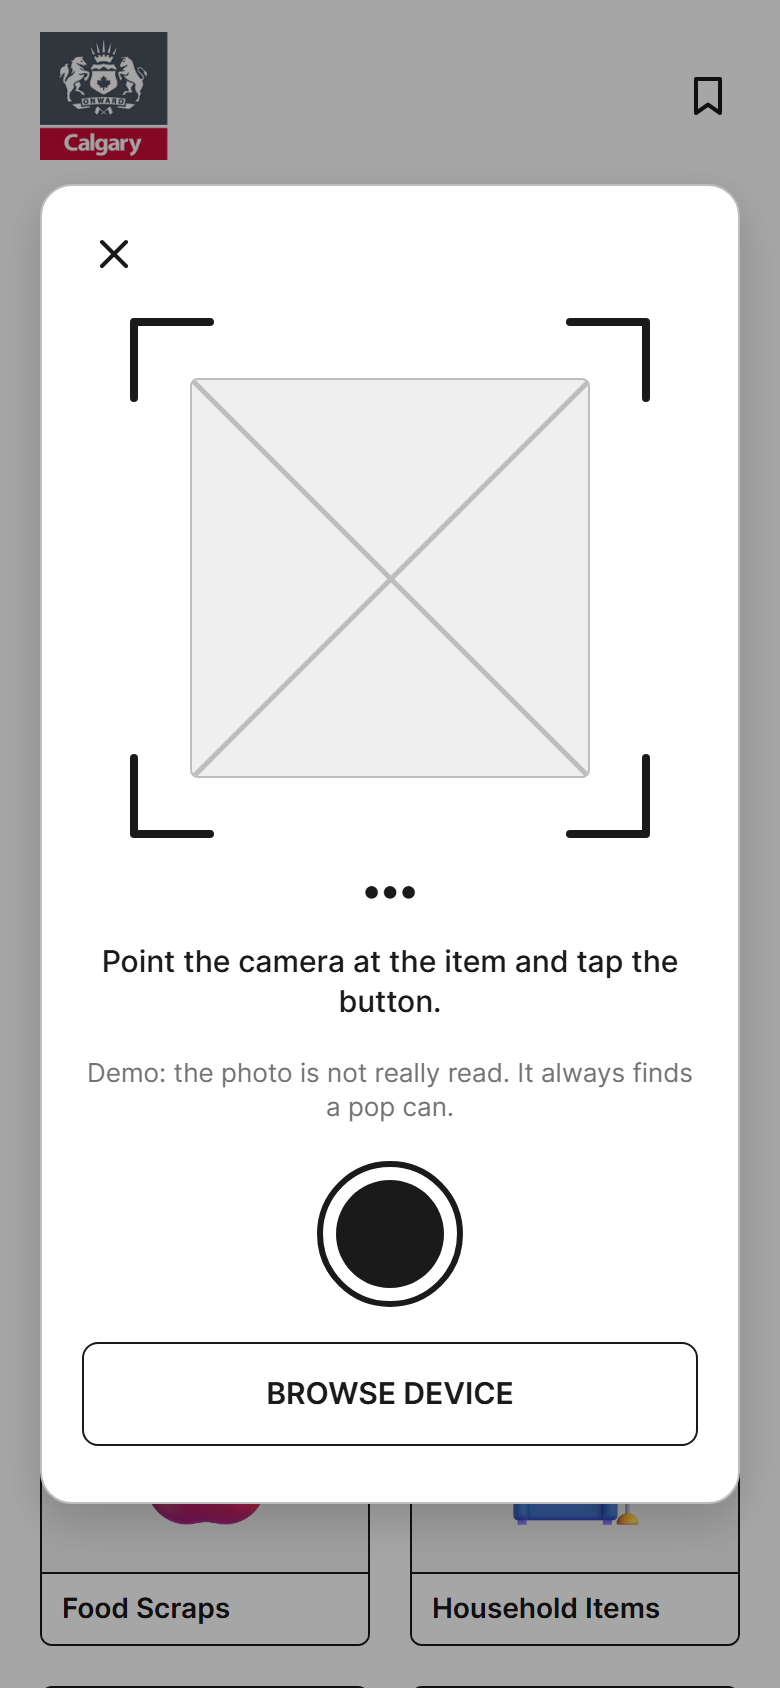 ONWARD
Calgary
Point the camera at the item and tap the
button.
Demo: the photo is not really read. It always finds
a pop can.
BROWSE DEVICE
Food Scraps
Household Items